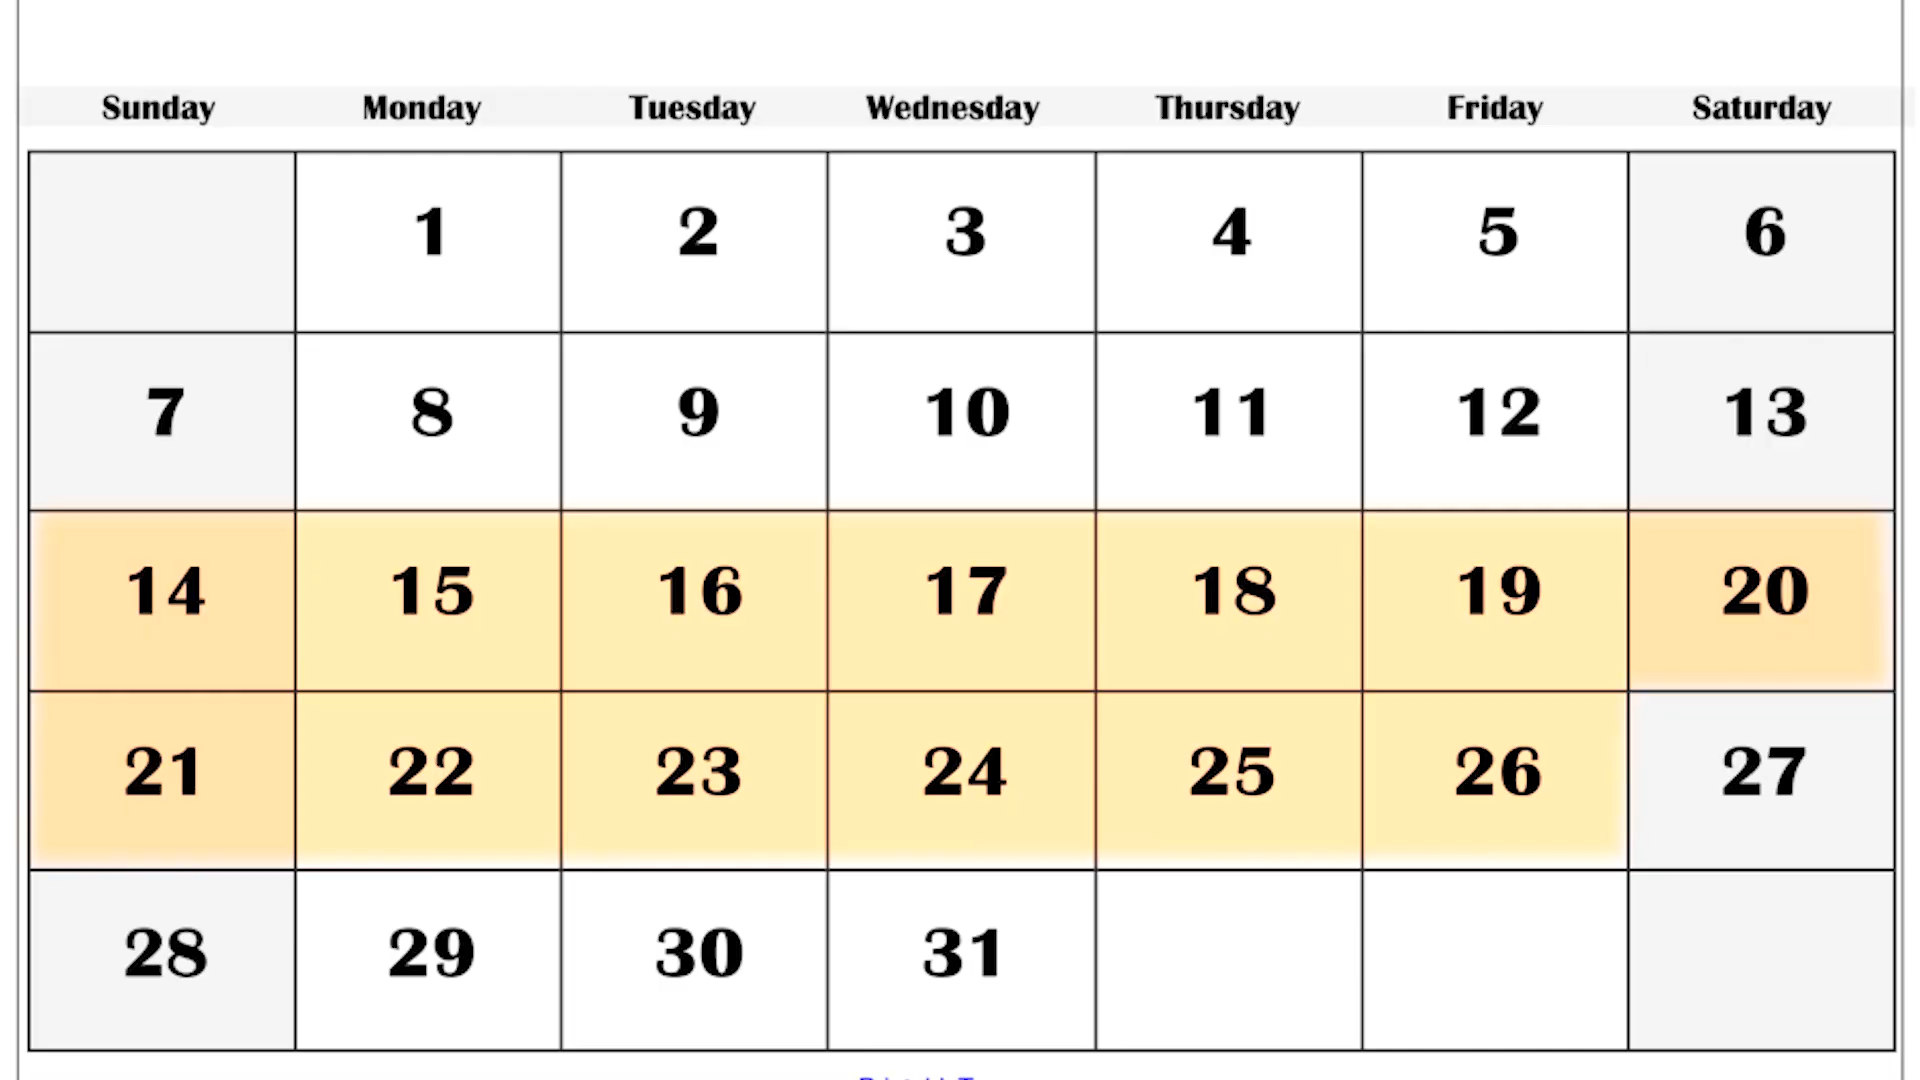 Sunday Monday Tuesday Wednesday Thursday Friday Saturday
1 2 3 4 5 6
7 8 9 10 11 12 13
14 15 16 17 18 19 20
21 22 23 24 25 26 27
28 29 30 31